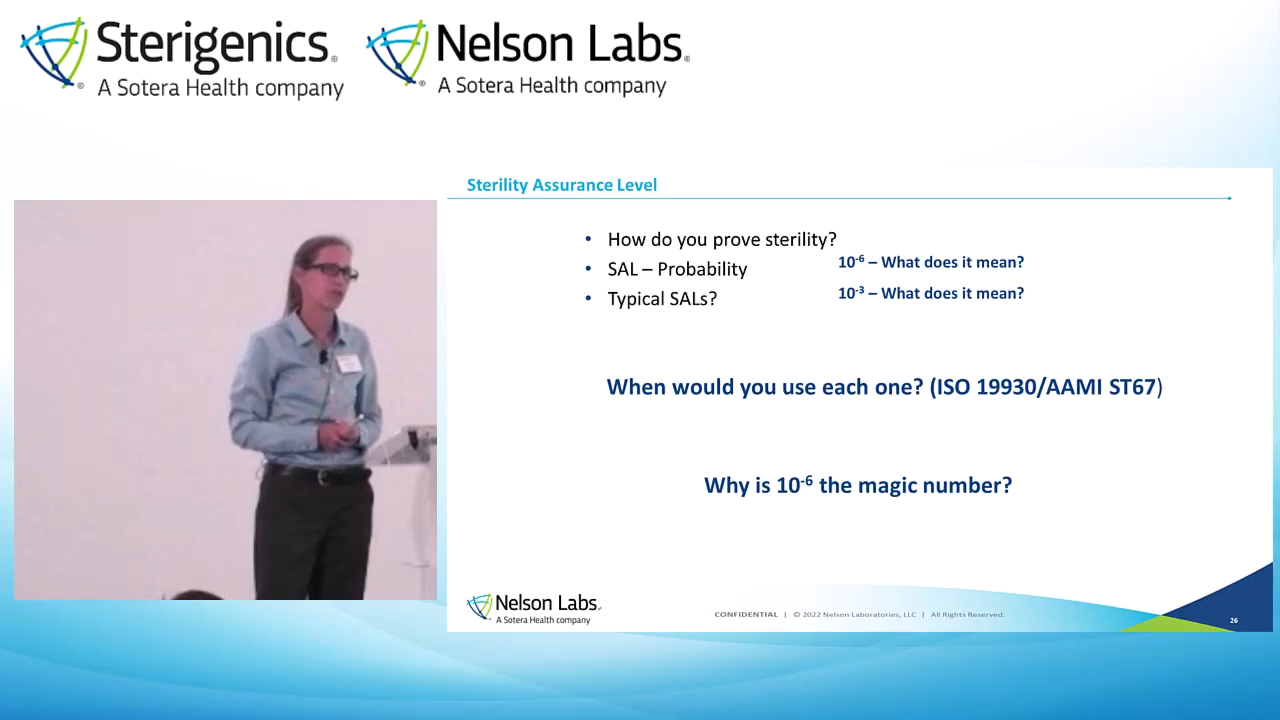 Sterigenics®
A Sotera Health company
Nelson Labs®
A Sotera Health company
Sterility Assurance Level
• How do you prove sterility?
• SAL – Probability
• Typical SALs?
10-6 – What does it mean?
10-3 – What does it mean?
When would you use each one? (ISO 19930/AAMI ST67)
Why is 10-6 the magic number?
Nelson Labs®
A Sotera Health company
CONFIDENTIAL | © 2022 Nelson Laboratories, LLC | All Rights Reserved.
26